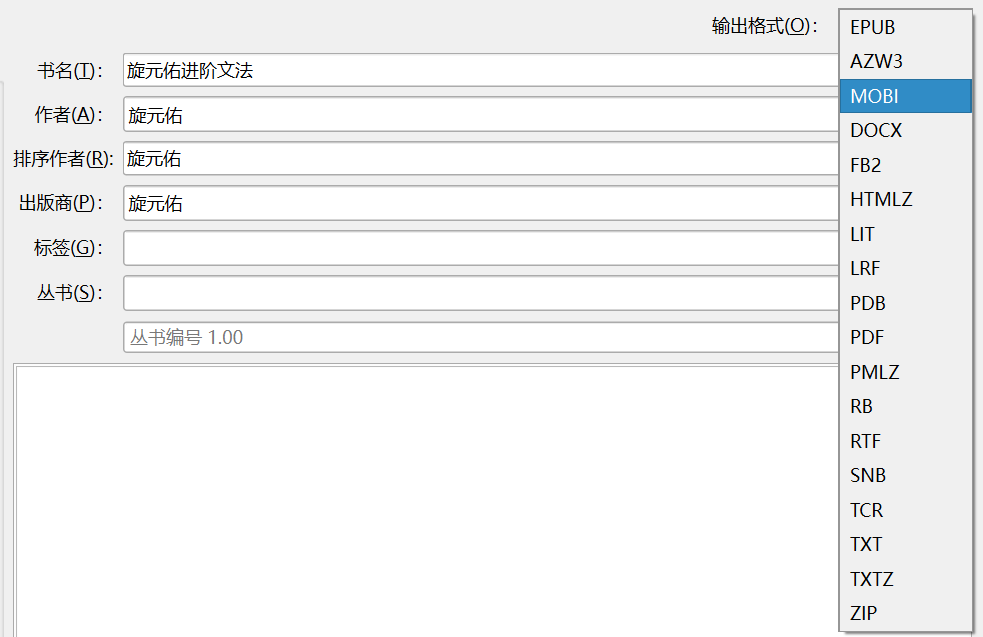 输出格式(O):
书名(T): 旋元佑进阶文法
作者(A): 旋元佑
排序作者(R): 旋元佑
出版商(P): 旋元佑
标签(G):
丛书(S):
丛书编号 1.00
EPUB
AZW3
MOBI
DOCX
FB2
HTMLZ
LIT
LRF
PDB
PDF
PMLZ
RB
RTF
SNB
TCR
TXT
TXTZ
ZIP